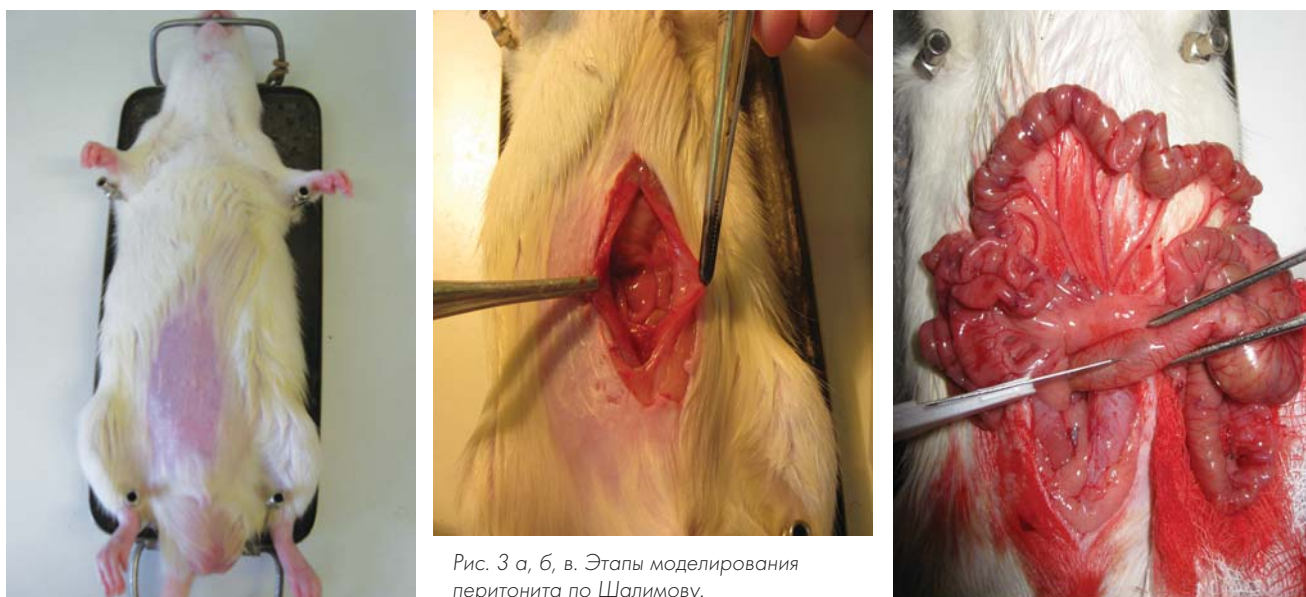 Рис. 3 а, б, в. Этапы моделирования
перитонита по Шалимову.